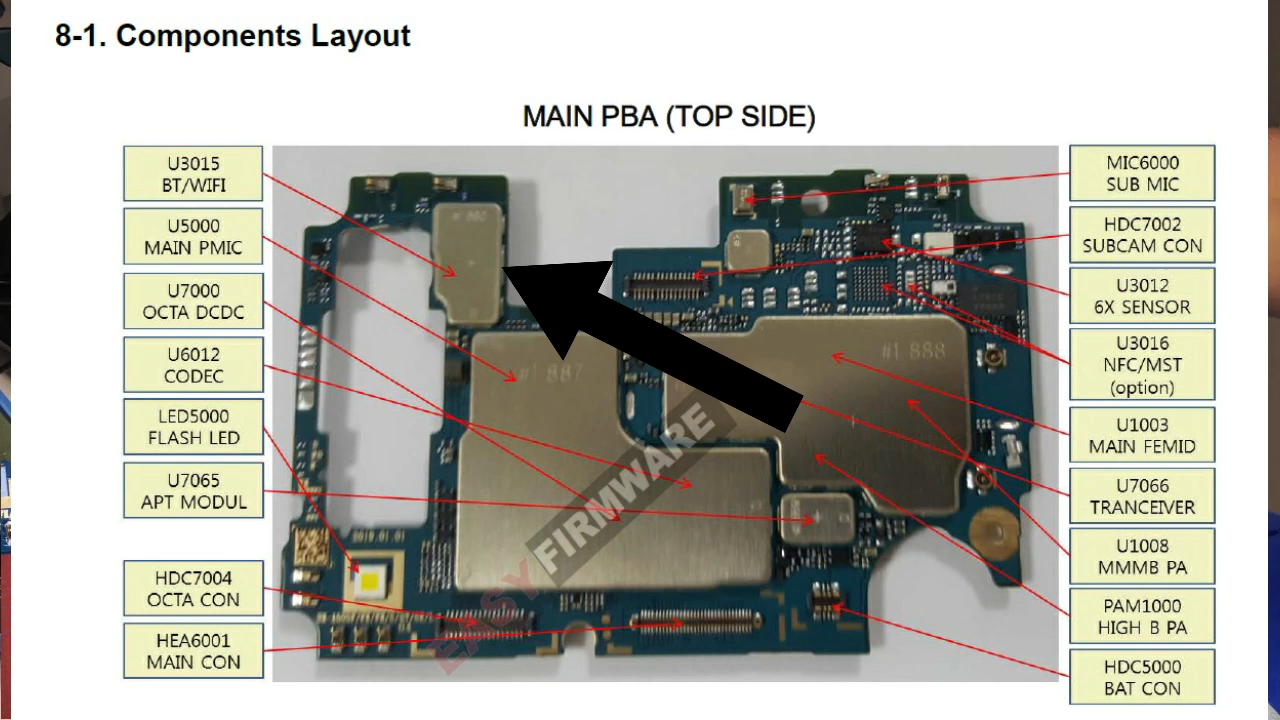 8-1. Components Layout
MAIN PBA (TOP SIDE)
U3015
BT/WIFI
U5000
MAIN PMIC
U7000
OCTA DCDC
U6012
CODEC
LED5000
FLASH LED
U7065
APT MODUL
HDC7004
OCTA CON
HEA6001
MAIN CON
MIC6000
SUB MIC
HDC7002
SUBCAM CON
U3012
6X SENSOR
U3016
NFC/MST
(option)
U1003
MAIN FEMID
U7066
TRANCEIVER
U1008
MMMB PA
PAM1000
HIGH B PA
HDC5000
BAT CON
#1 887
#1 888
EASY FIRMWARE